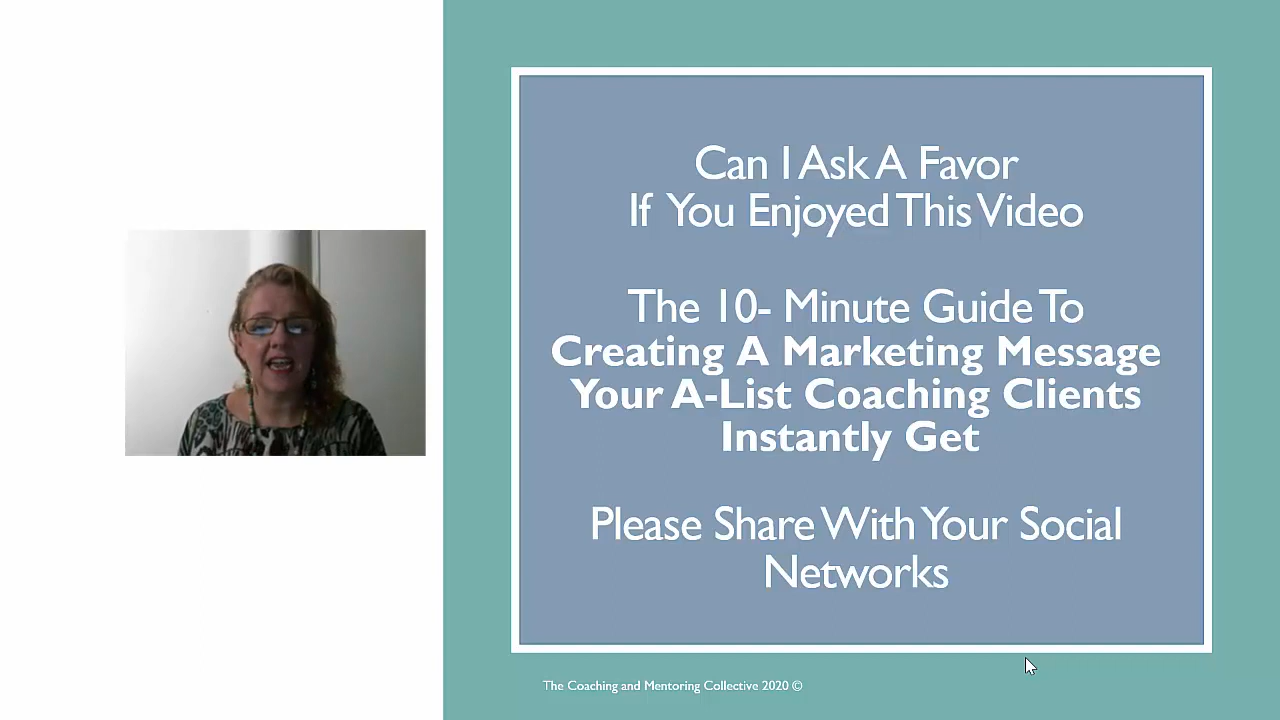 Can I Ask A Favor
If You Enjoyed This Video
The 10- Minute Guide To
Creating A Marketing Message
Your A-List Coaching Clients
Instantly Get
Please Share With Your Social
Networks
The Coaching and Mentoring Collective 2020 ©